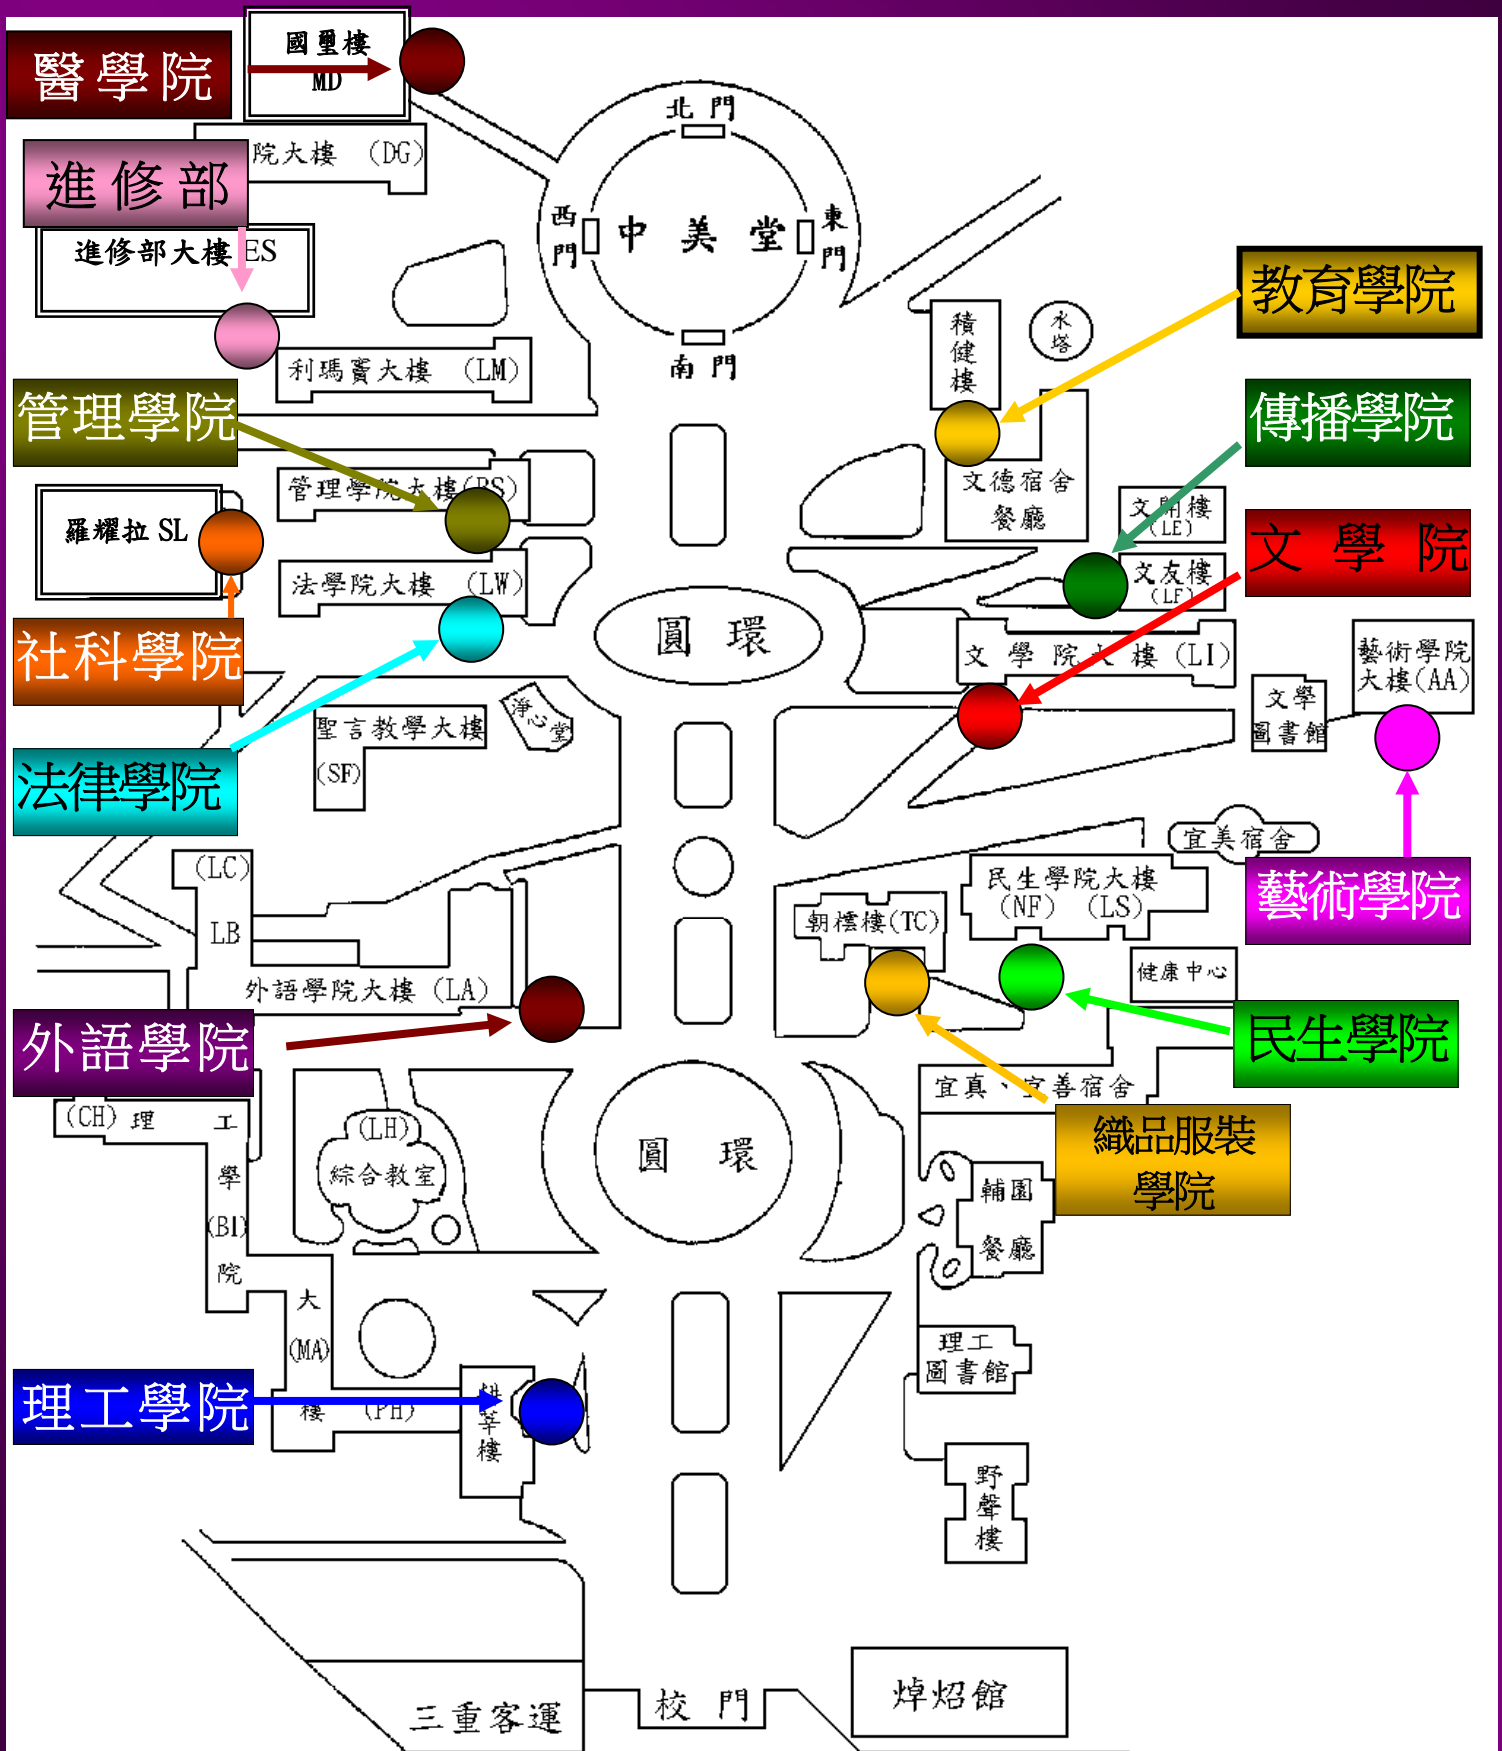 國璽樓
MD
醫學院
院大樓 (DG)
進修部
進修部大樓 ES
北門
西門
中美堂
東門
南門
利瑪竇大樓 (LM)
積健樓
水塔
教育學院
管理學院
管理學院大樓(BS)
文德宿舍
餐廳
傳播學院
文開樓
(LE)
羅耀拉 SL
法學院大樓 (LW)
文友樓
(LF)
文學院
社科學院
圓環
文學院大樓(LI)
藝術學院
大樓(AA)
文學
圖書館
聖言教學大樓
(SF)
淨心堂
法律學院
宜美宿舍
(LC)
LB
民生學院大樓
(NF) (LS)
朝橒樓(TC)
藝術學院
健康中心
外語學院大樓 (LA)
外語學院
民生學院
宜真、宜善宿舍
織品服裝
學院
(CH) 理工
學
(BI)
院
(LH)
綜合教室
圓環
輔園
餐廳
大
(MA)
樓
(PH)
理工
圖書館
理工學院
莘樓
野聲樓
三重客運
校門
焯炤館